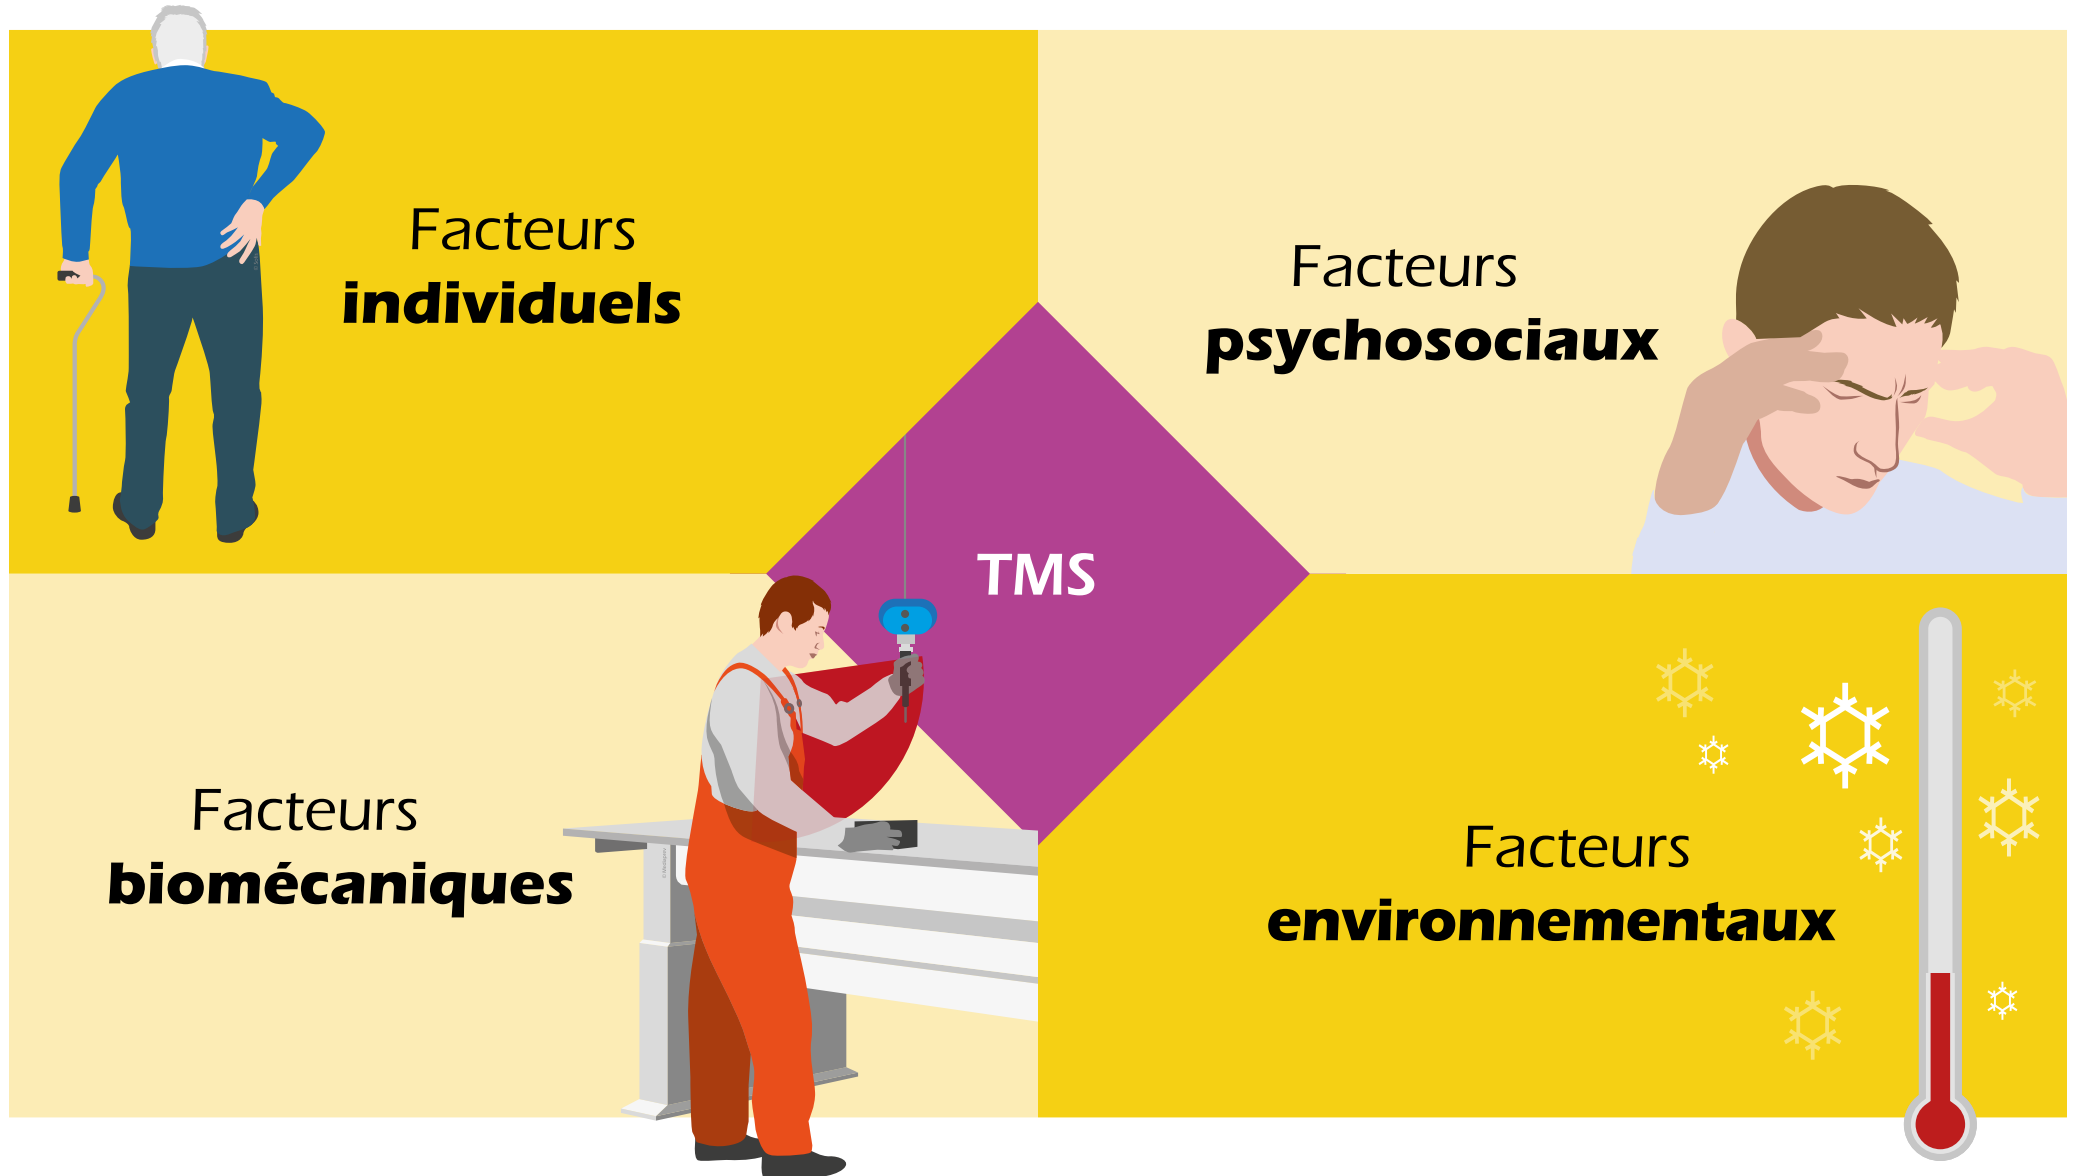 Facteurs
individuels
Facteurs
psychosociaux
TMS
Facteurs
biomécaniques
Facteurs
environnementaux